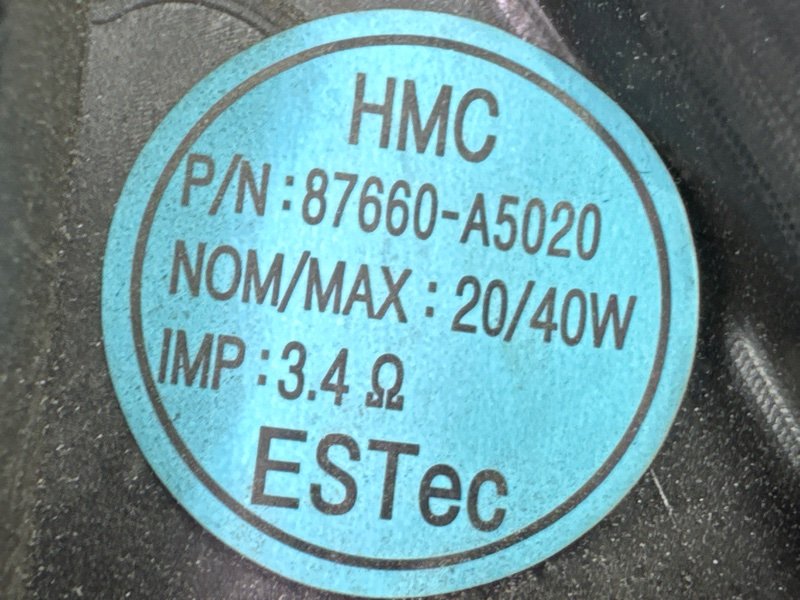 HMC
P/N : 87660-A5020
NOM/MAX : 20/40W
IMP : 3.4 Ω
ESTec